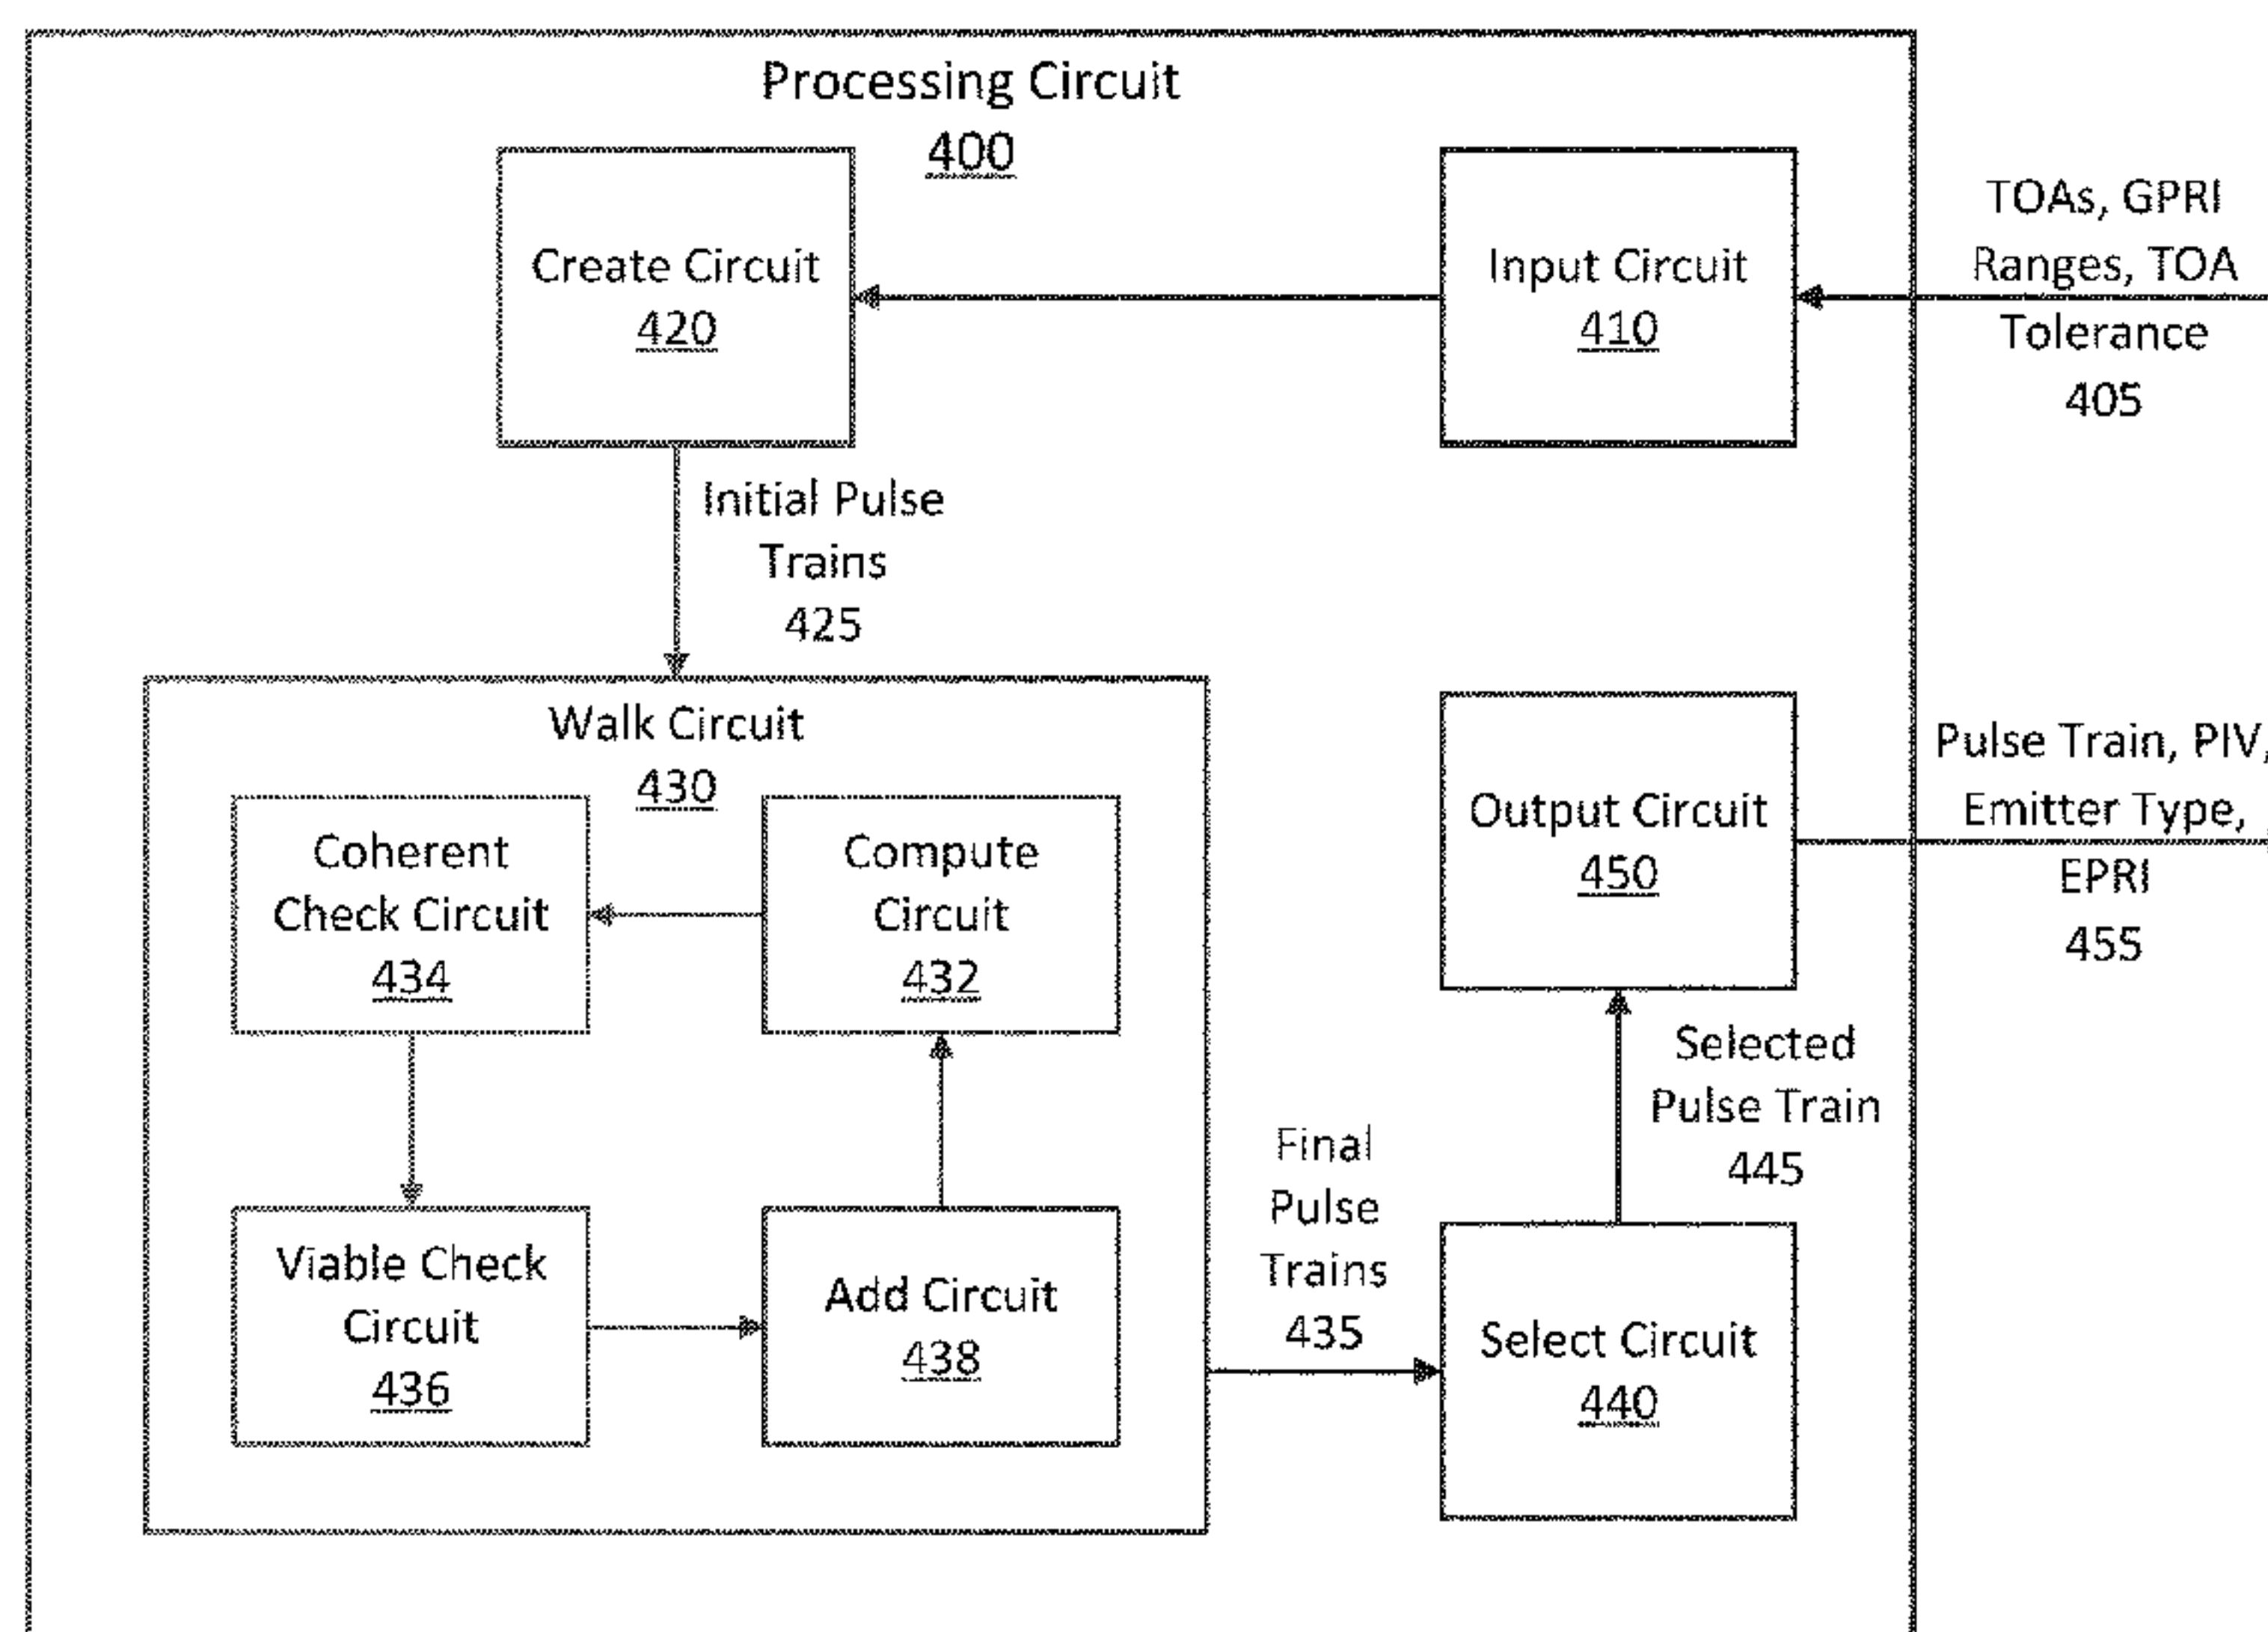 Processing Circuit
400
Create Circuit
420
Input Circuit
410
TOAs, GPRI
Ranges, TOA
Tolerance
405
Initial Pulse
Trains
425
Walk Circuit
430
Coherent
Check Circuit
434
Compute
Circuit
432
Viable Check
Circuit
436
Add Circuit
438
Final
Pulse
Trains
435
Select Circuit
440
Selected
Pulse Train
445
Output Circuit
450
Pulse Train, PIV,
Emitter Type,
EPRI
455